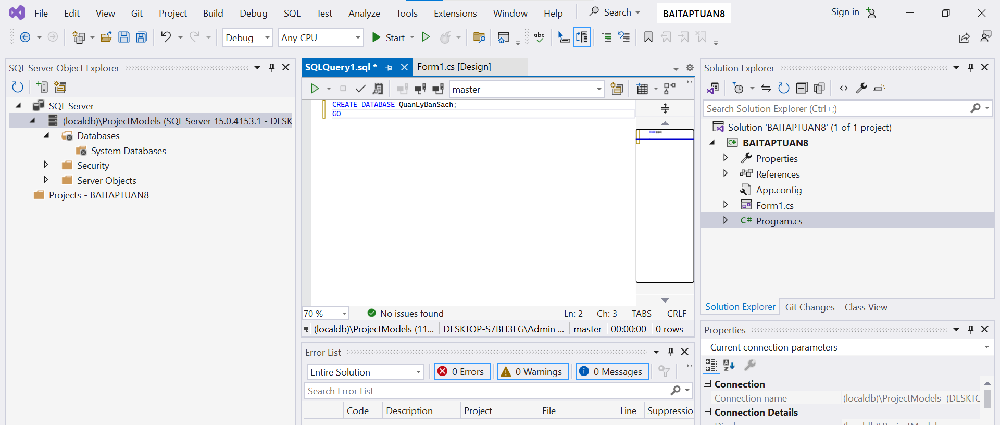 File Edit View Git Project Build Debug SQL Test Analyze Tools Extensions Window Help Search BAITAPTUAN8 Sign in
Debug Any CPU Start abc
SQL Server Object Explorer
SQL Server
(localdb)\ProjectModels (SQL Server 15.0.4153.1 - DESK
Databases
System Databases
Security
Server Objects
Projects - BAITAPTUAN8
SQLQuery1.sql * Form1.cs [Design]
master
CREATE DATABASE QuanLyBanSach;
GO
70 % No issues found Ln: 2 Ch: 3 TABS CRLF
(localdb)\ProjectModels (11... DESKTOP-S7BH3FG\Admin ... master 00:00:00 0 rows
Error List
Entire Solution 0 Errors 0 Warnings 0 Messages
Search Error List
Code Description Project File Line Suppression
Solution Explorer
Search Solution Explorer (Ctrl+;)
Solution 'BAITAPTUAN8' (1 of 1 project)
C# BAITAPTUAN8
Properties
References
App.config
Form1.cs
C# Program.cs
Solution Explorer Git Changes Class View
Properties
Current connection parameters
Connection
Connection name (localdb)\ProjectModels (DESKTO
Connection Details